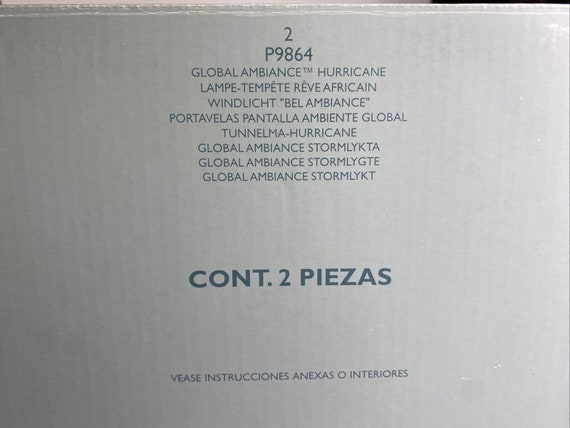 2
P9864
GLOBAL AMBIANCE™ HURRICANE
LAMPE-TEMPÊTE RÊVE AFRICAIN
WINDLICHT "BEL AMBIANCE"
PORTAVELAS PANTALLA AMBIENTE GLOBAL
TUNNELMA-HURRICANE
GLOBAL AMBIANCE STORMLYKTA
GLOBAL AMBIANCE STORMLYGTE
GLOBAL AMBIANCE STORMLYKT
CONT. 2 PIEZAS
VEASE INSTRUCCIONES ANEXAS O INTERIORES